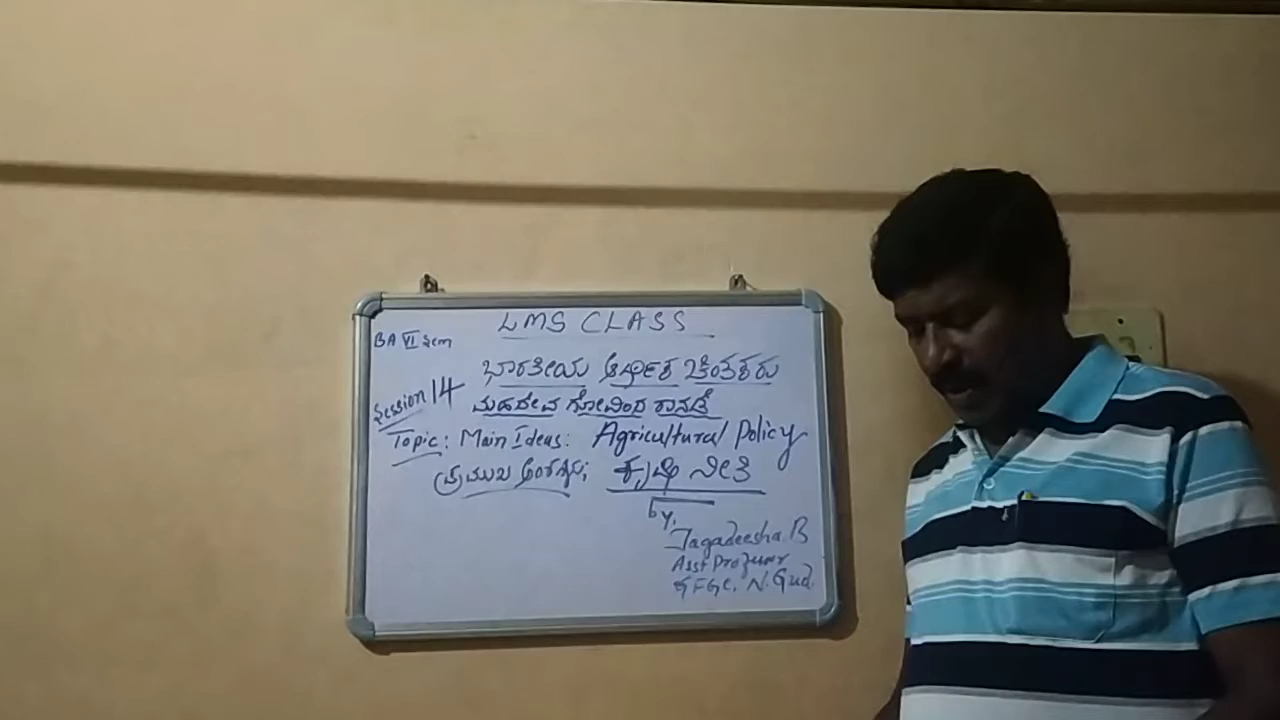 LMS CLASS
BA VI Sem
ಭಾರತೀಯ ಆರ್ಥಿಕ ಚಿಂತಕರು
Session 14
ಮಹದೇವ ಗೋವಿಂದ ರಾನಡೆ
Topic: Main Ideas: Agricultural Policy
ಪ್ರಮುಖ ಅಂಶಗಳು; ಕೃಷಿ ನೀತಿ
by,
Jagadeesha. B
Asst Professor
GFGC, N. Gud.